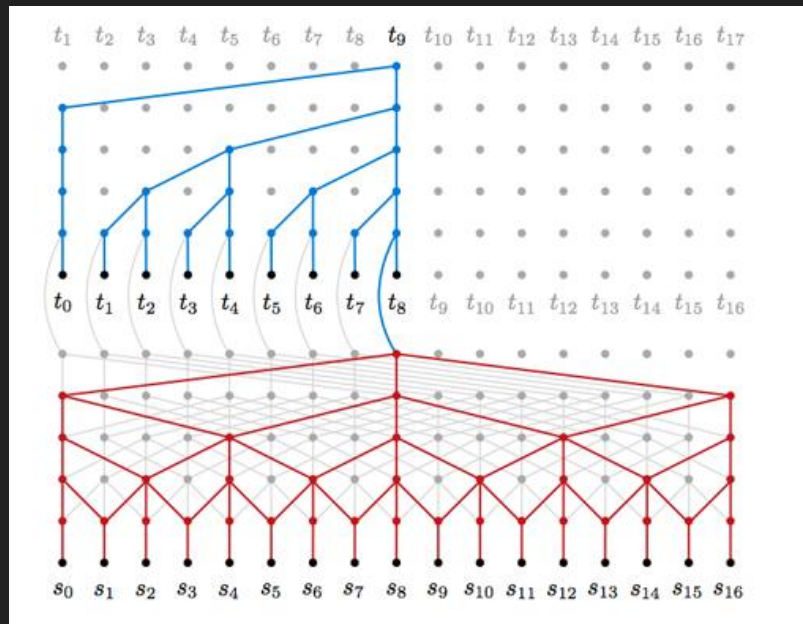 t₁ t₂ t₃ t₄ t₅ t₆ t₇ t₈ t₉ t₁₀ t₁₁ t₁₂ t₁₃ t₁₄ t₁₅ t₁₆ t₁₇
t₀ t₁ t₂ t₃ t₄ t₅ t₆ t₇ t₈ t₉ t₁₀ t₁₁ t₁₂ t₁₃ t₁₄ t₁₅ t₁₆
s₀ s₁ s₂ s₃ s₄ s₅ s₆ s₇ s₈ s₉ s₁₀ s₁₁ s₁₂ s₁₃ s₁₄ s₁₅ s₁₆